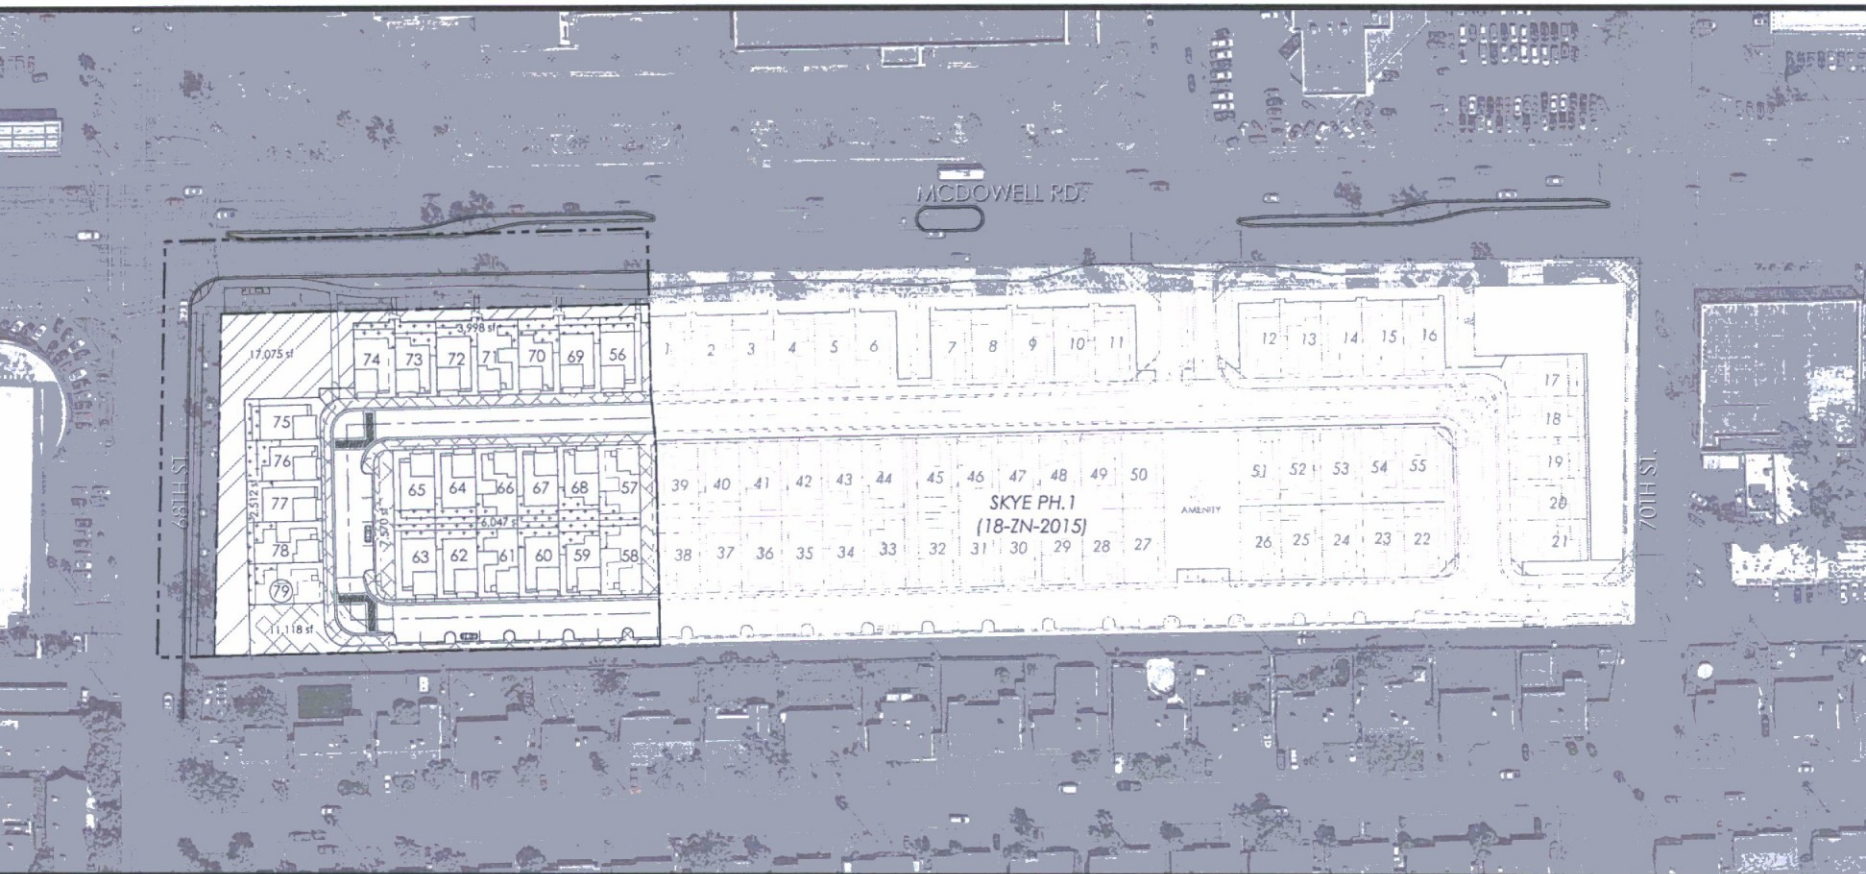 MCDOWELL RD.
17,075 sf
3,998 sf
74 73 72 71 70 69 56
1 2 3 4 5 6 7 8 9 10 11 12 13 14 15 16
17
18
19
20
21
75
76
77
78
79
2,512 sf
68TH ST.
70TH ST.
65 64 66 67 68 57
39 40 41 42 43 44 45 46 47 48 49 50 51 52 53 54 55
SKYE PH.1
(18-ZN-2015)
AMENITY
7,570 sf
6,047 s
63 62 61 60 59 58
38 37 36 35 34 33 32 31 30 29 28 27 26 25 24 23 22
11,118 sf